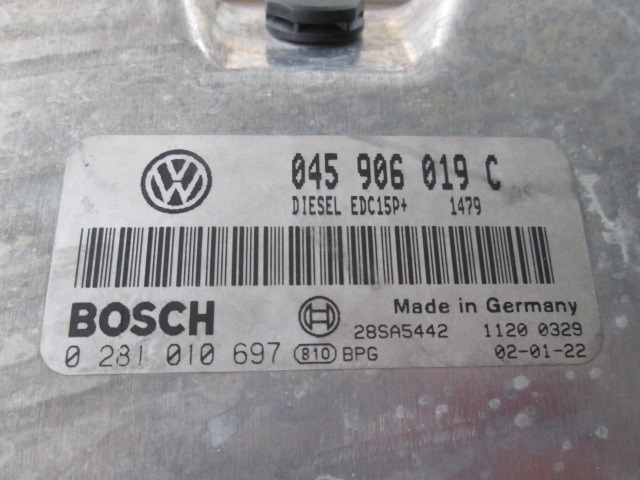 045 906 019 C
DIESEL EDC15P+ 1479
BOSCH
Made in Germany
28SA5442 1120 0329
0 281 010 697 810 BPG 02-01-22